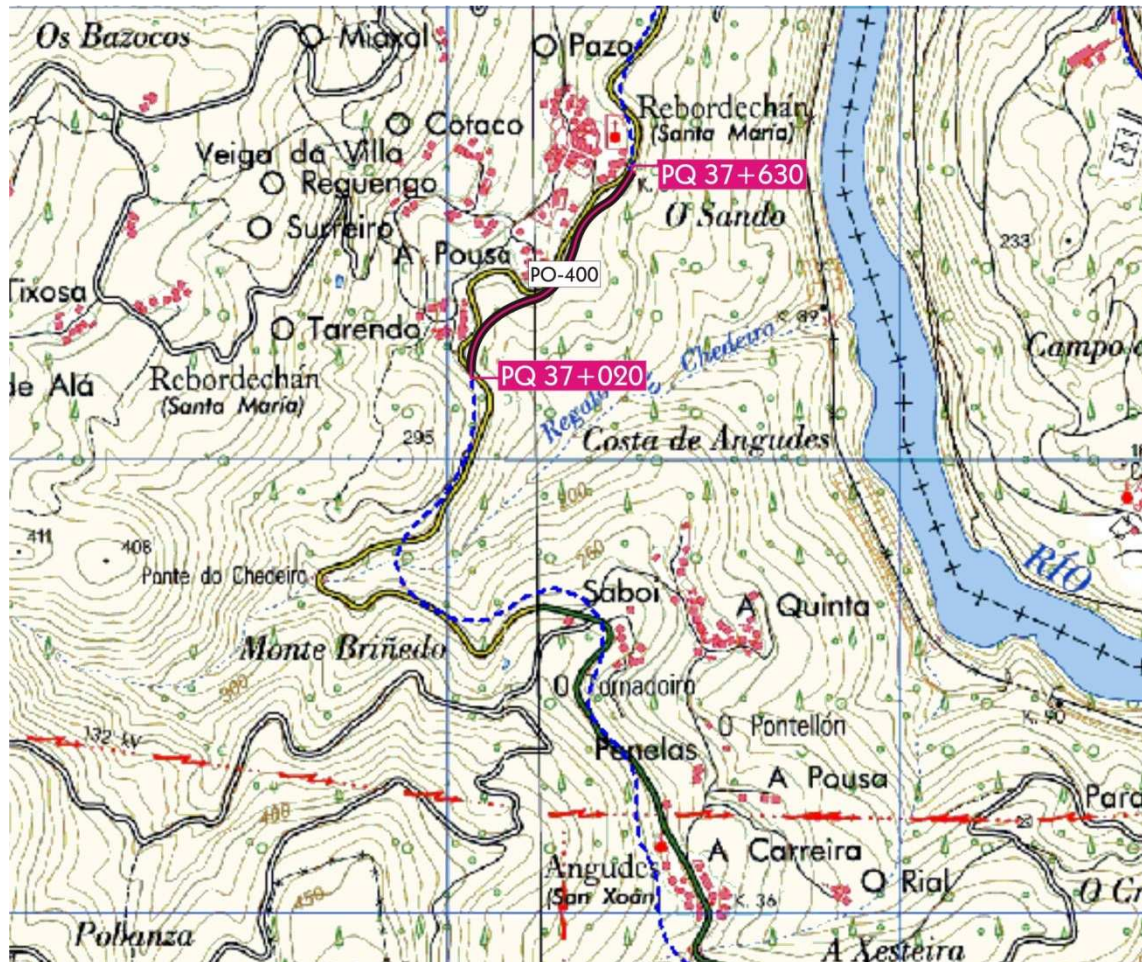 Os Bazocos
O Miaxol
O Pazo
Rebordechán
(Santa María)
O Cotaco
Veiga da Villa
O Reguengo
PQ 37+630
K.
O Sando
O Surreiro
A Pousa
PO-400
233
Tixosa
O Tarendo
K. 89
Chedeiro
Campo
de Alá
Rebordechán
(Santa María)
PQ 37+020
295
Costa de Angudes
411
408
Ponte do Chedeiro
200
Sáboi
A Quinta
RÍO
Monte Briñedo
300
O Tornadoiro
O Pontellón
K. 90
132 kV
Penelas
A Pousa
400
Angudes
(San Xoán)
A Carreira
O Rial
450
K. 36
Pobanza
A Xesteira